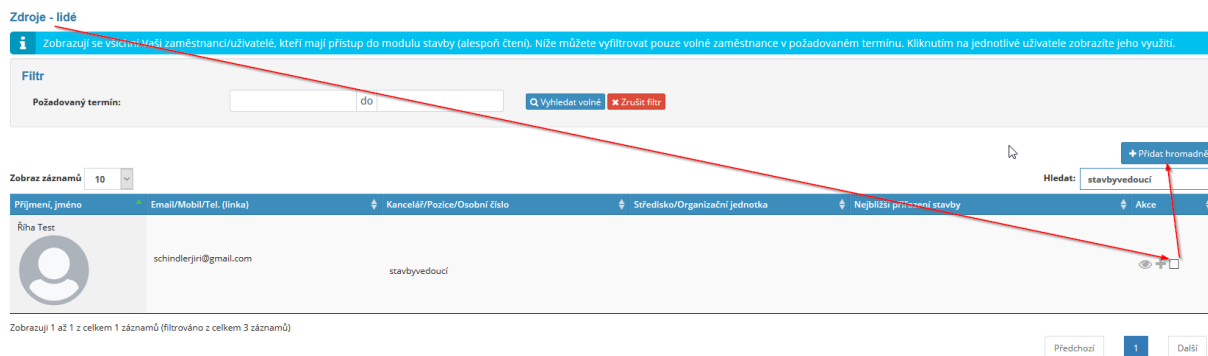 Zdroje - lidé
Zobrazují se všichni Vaši zaměstnanci/uživatelé, kteří mají přístup do modulu stavby (alespoň čtení). Níže můžete vyfiltrovat pouze volné zaměstnance v požadovaném termínu. Kliknutím na jednotlivé uživatele zobrazíte jeho využití.
Filtr
Požadovaný termín: do Vyhledat volné Zrušit filtr
Přidat hromadně
Zobraz záznamů 10 Hledat: stavbyvedoucí
Příjmení, jméno Email/Mobil/Tel. (linka) Kancelář/Pozice/Osobní číslo Středisko/Organizační jednotka Nejbližší přiřazení stavby Akce
Říha Test
schindlerjiri@gmail.com
stavbyvedoucí
Zobrazuji 1 až 1 z celkem 1 záznamů (filtrováno z celkem 3 záznamů)
Předchozí 1 Další